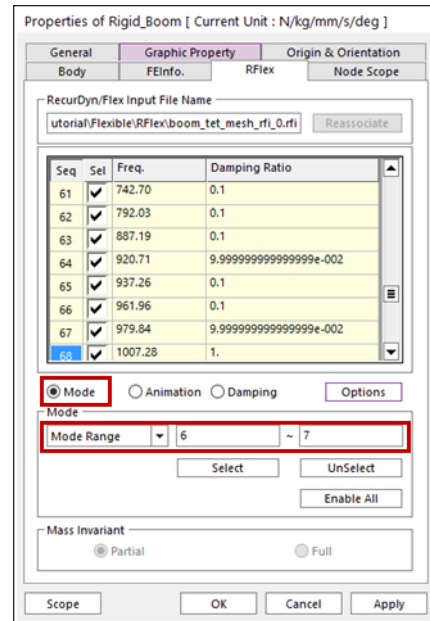 Properties of Rigid_Boom [ Current Unit : N/kg/mm/s/deg ]
General Graphic Property Origin & Orientation
Body FEInfo. RFlex Node Scope
RecurDyn/Flex Input File Name
utorial\Flexible\RFlex\boom_tet_mesh_rfi_0.rfi Reassociate
Seq Sel Freq. Damping Ratio
61 742.70 0.1
62 792.03 0.1
63 887.19 0.1
64 920.71 9.999999999999999e-002
65 937.26 0.1
66 961.96 0.1
67 979.84 9.999999999999999e-002
68 1007.28 1.
Mode Animation Damping Options
Mode
Mode Range 6 ~ 7
Select UnSelect
Enable All
Mass Invariant
Partial Full
Scope OK Cancel Apply